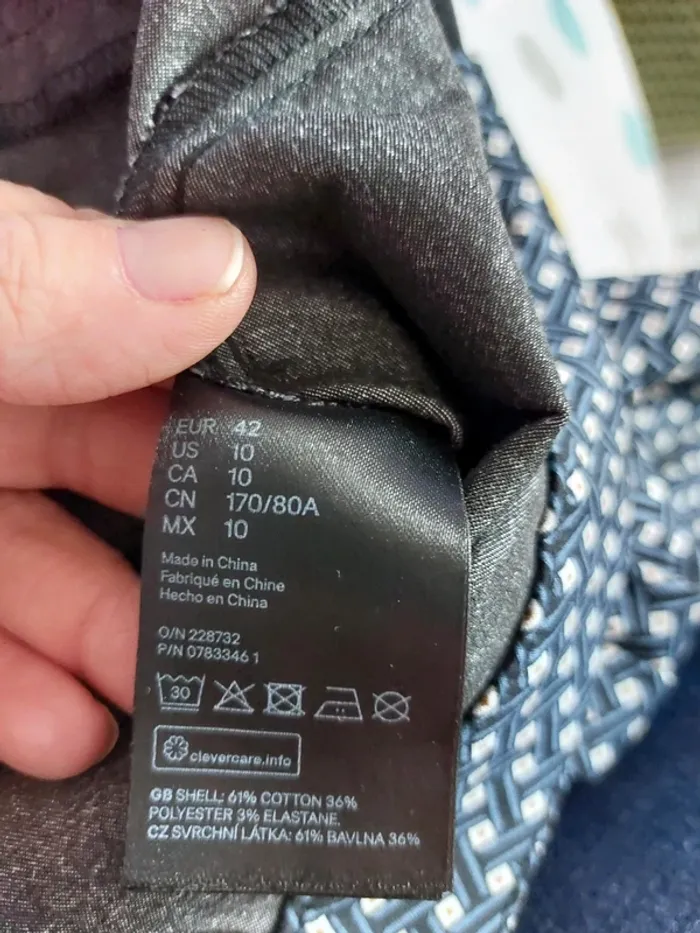 EUR 42
US 10
CA 10
CN 170/80A
MX 10
Made in China
Fabriqué en Chine
Hecho en China
O/N 228732
P/N 0783346 1
30
clevercare.info
GB SHELL: 61% COTTON 36%
POLYESTER 3% ELASTANE.
CZ SVRCHNÍ LÁTKA: 61% BAVLNA 36%